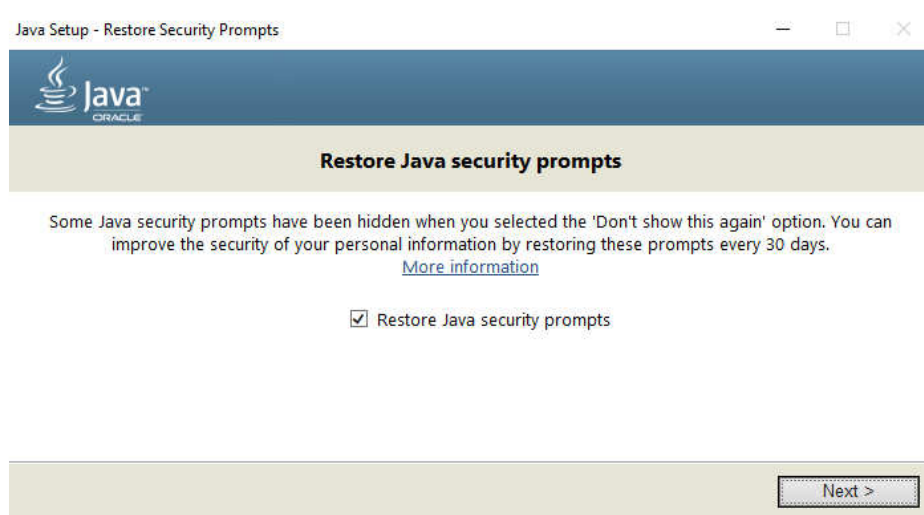 Java Setup - Restore Security Prompts
Java™
ORACLE
Restore Java security prompts
Some Java security prompts have been hidden when you selected the 'Don't show this again' option. You can
improve the security of your personal information by restoring these prompts every 30 days.
More information
Restore Java security prompts
Next >